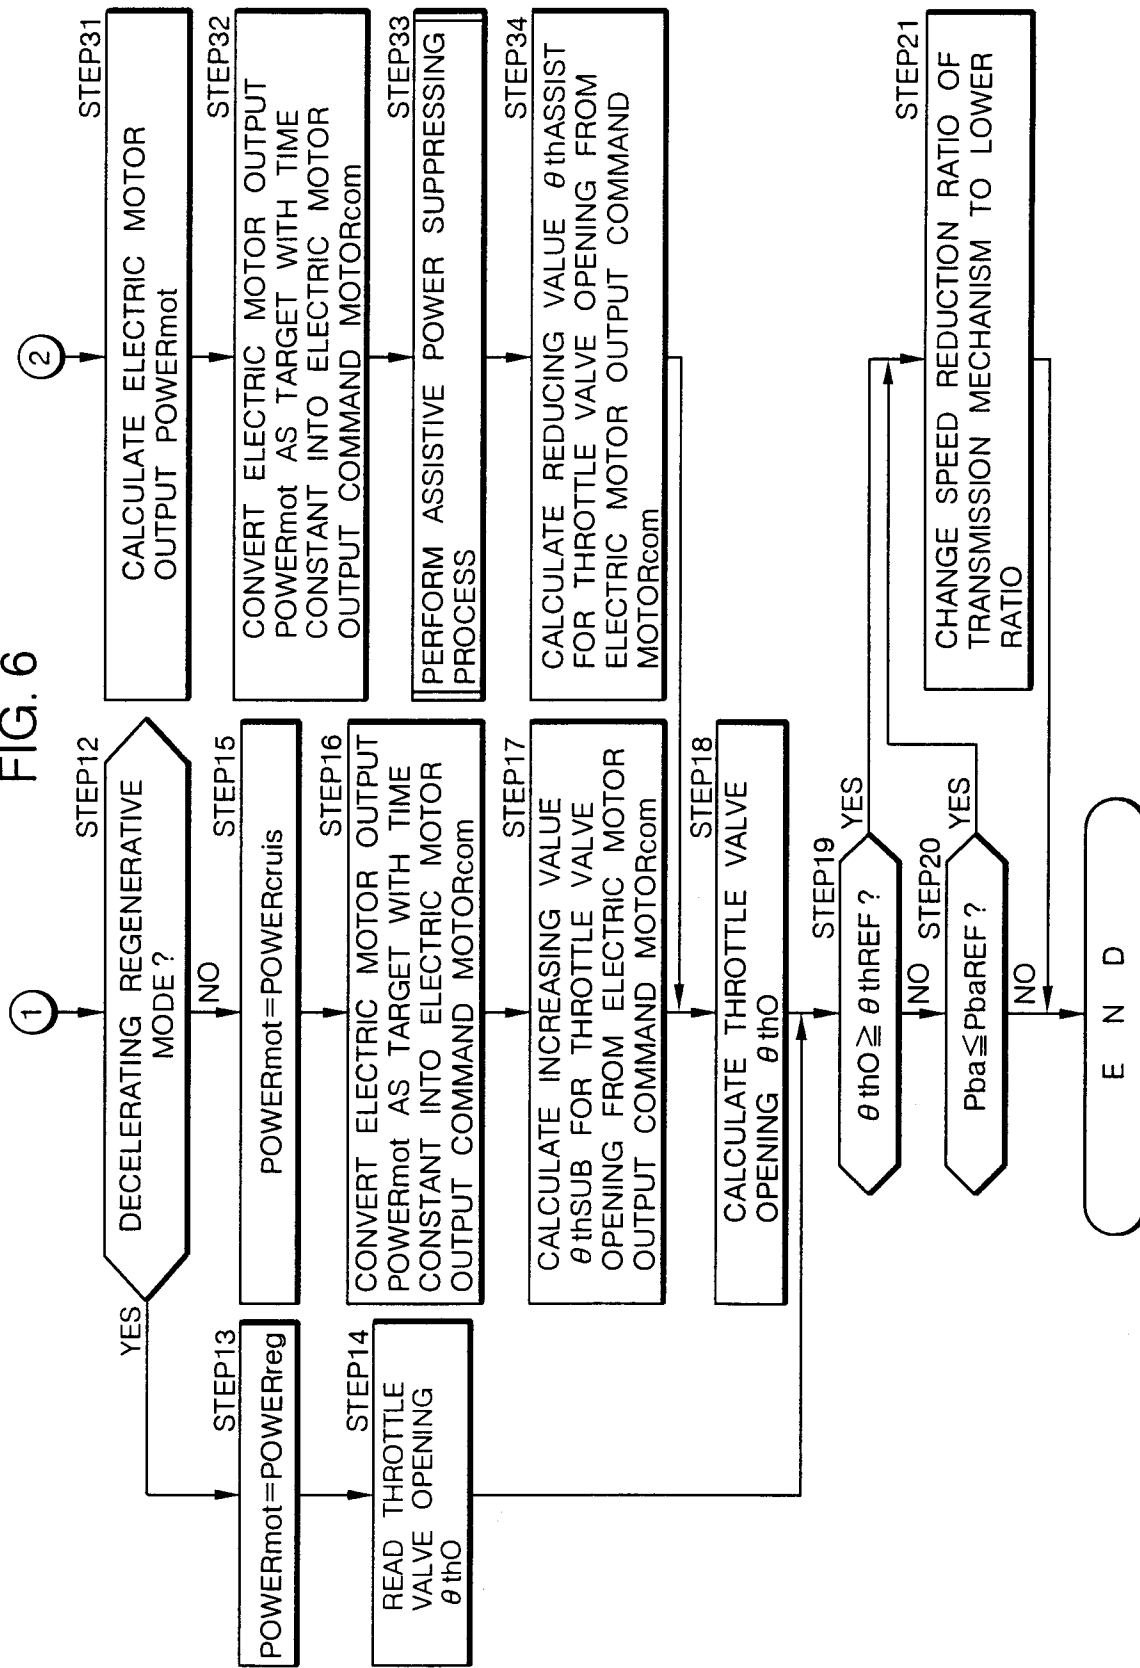 FIG. 6
1
STEP12
DECELERATING REGENERATIVE
MODE?
YES
NO
STEP13
POWERmot=POWERreg
STEP14
READ THROTTLE
VALVE OPENING
θthO
STEP15
POWERmot=POWERcruis
STEP16
CONVERT ELECTRIC MOTOR OUTPUT
POWERmot AS TARGET WITH TIME
CONSTANT INTO ELECTRIC MOTOR
OUTPUT COMMAND MOTORcom
STEP17
CALCULATE INCREASING VALUE
θthSUB FOR THROTTLE VALVE
OPENING FROM ELECTRIC MOTOR
OUTPUT COMMAND MOTORcom
STEP18
CALCULATE THROTTLE VALVE
OPENING θthO
STEP19
θthO≧θthREF?
YES
NO
STEP20
Pba≦PbaREF?
YES
NO
END
2
STEP31
CALCULATE ELECTRIC MOTOR
OUTPUT POWERmot
STEP32
CONVERT ELECTRIC MOTOR OUTPUT
POWERmot AS TARGET WITH TIME
CONSTANT INTO ELECTRIC MOTOR
OUTPUT COMMAND MOTORcom
STEP33
PERFORM ASSISTIVE POWER SUPPRESSING
PROCESS
STEP34
CALCULATE REDUCING VALUE θthASSIST
FOR THROTTLE VALVE OPENING FROM
ELECTRIC MOTOR OUTPUT COMMAND
MOTORcom
STEP21
CHANGE SPEED REDUCTION RATIO OF
TRANSMISSION MECHANISM TO LOWER
RATIO